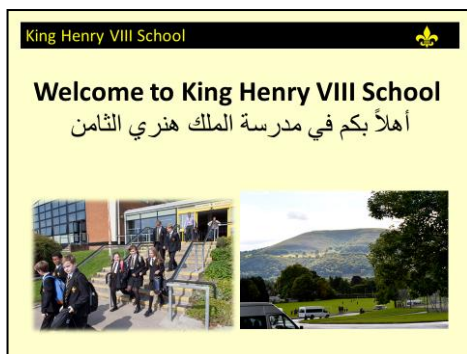 King Henry VIII School
Welcome to King Henry VIII School
أهلاً بكم في مدرسة الملك هنري الثامن